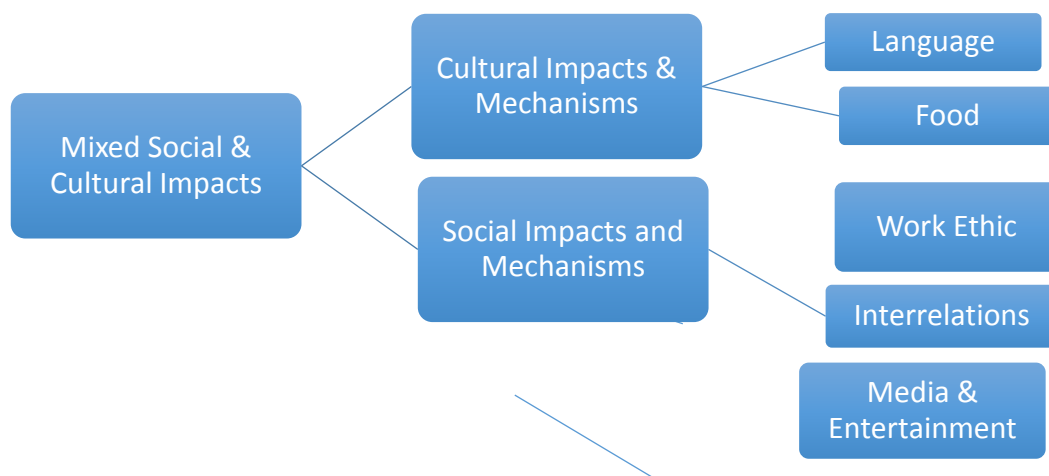 Mixed Social &
Cultural Impacts
Cultural Impacts &
Mechanisms
Social Impacts and
Mechanisms
Language
Food
Work Ethic
Interrelations
Media &
Entertainment